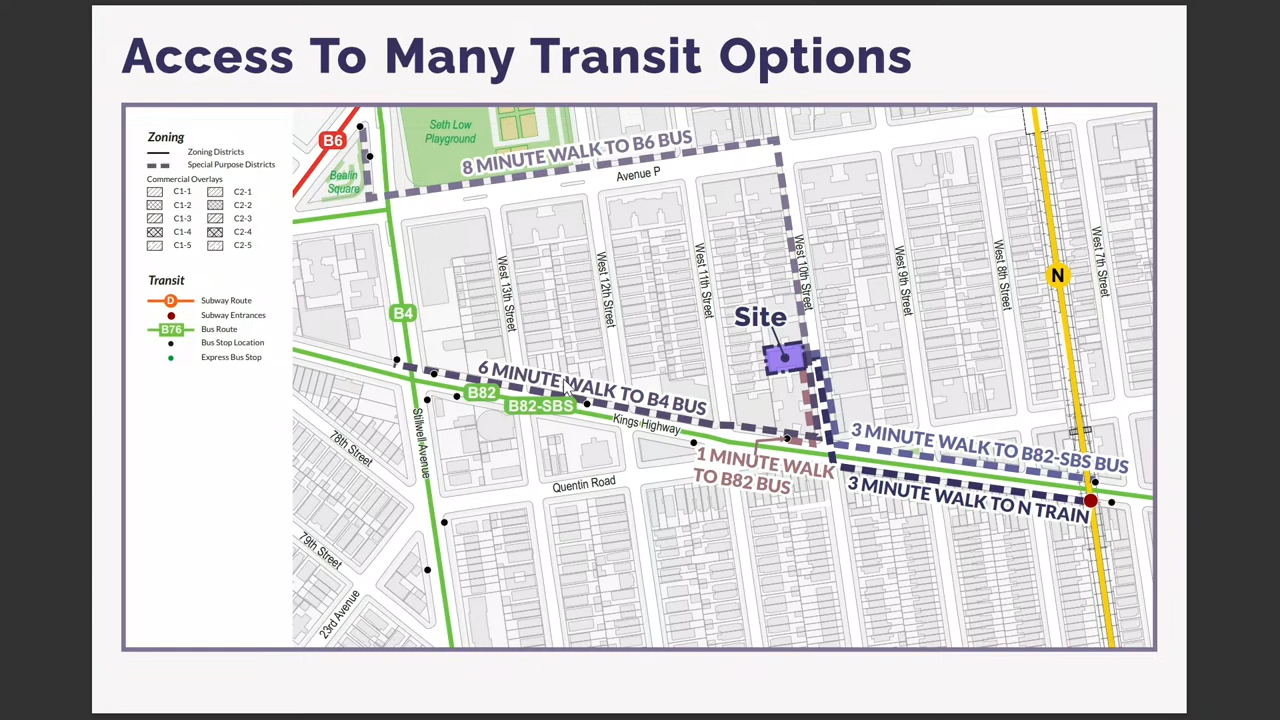 Access To Many Transit Options
Zoning
Zoning Districts
Special Purpose Districts
Commercial Overlays
C1-1 C2-1
C1-2 C2-2
C1-3 C2-3
C1-4 C2-4
C1-5 C2-5
Transit
D Subway Route
Subway Entrances
B76 Bus Route
Bus Stop Location
Express Bus Stop
B6
Seth Low
Playground
Bealin
Square
8 MINUTE WALK TO B6 BUS
Avenue P
West 13th Street
West 12th Street
West 11th Street
West 10th Street
West 9th Street
West 8th Street
West 7th Street
N
B4
Site
6 MINUTE WALK TO B4 BUS
B82
B82-SBS
Kings Highway
Stillwell Avenue
78th Street
Quentin Road
1 MINUTE WALK
TO B82 BUS
3 MINUTE WALK TO B82-SBS BUS
3 MINUTE WALK TO N TRAIN
79th Street
23rd Avenue